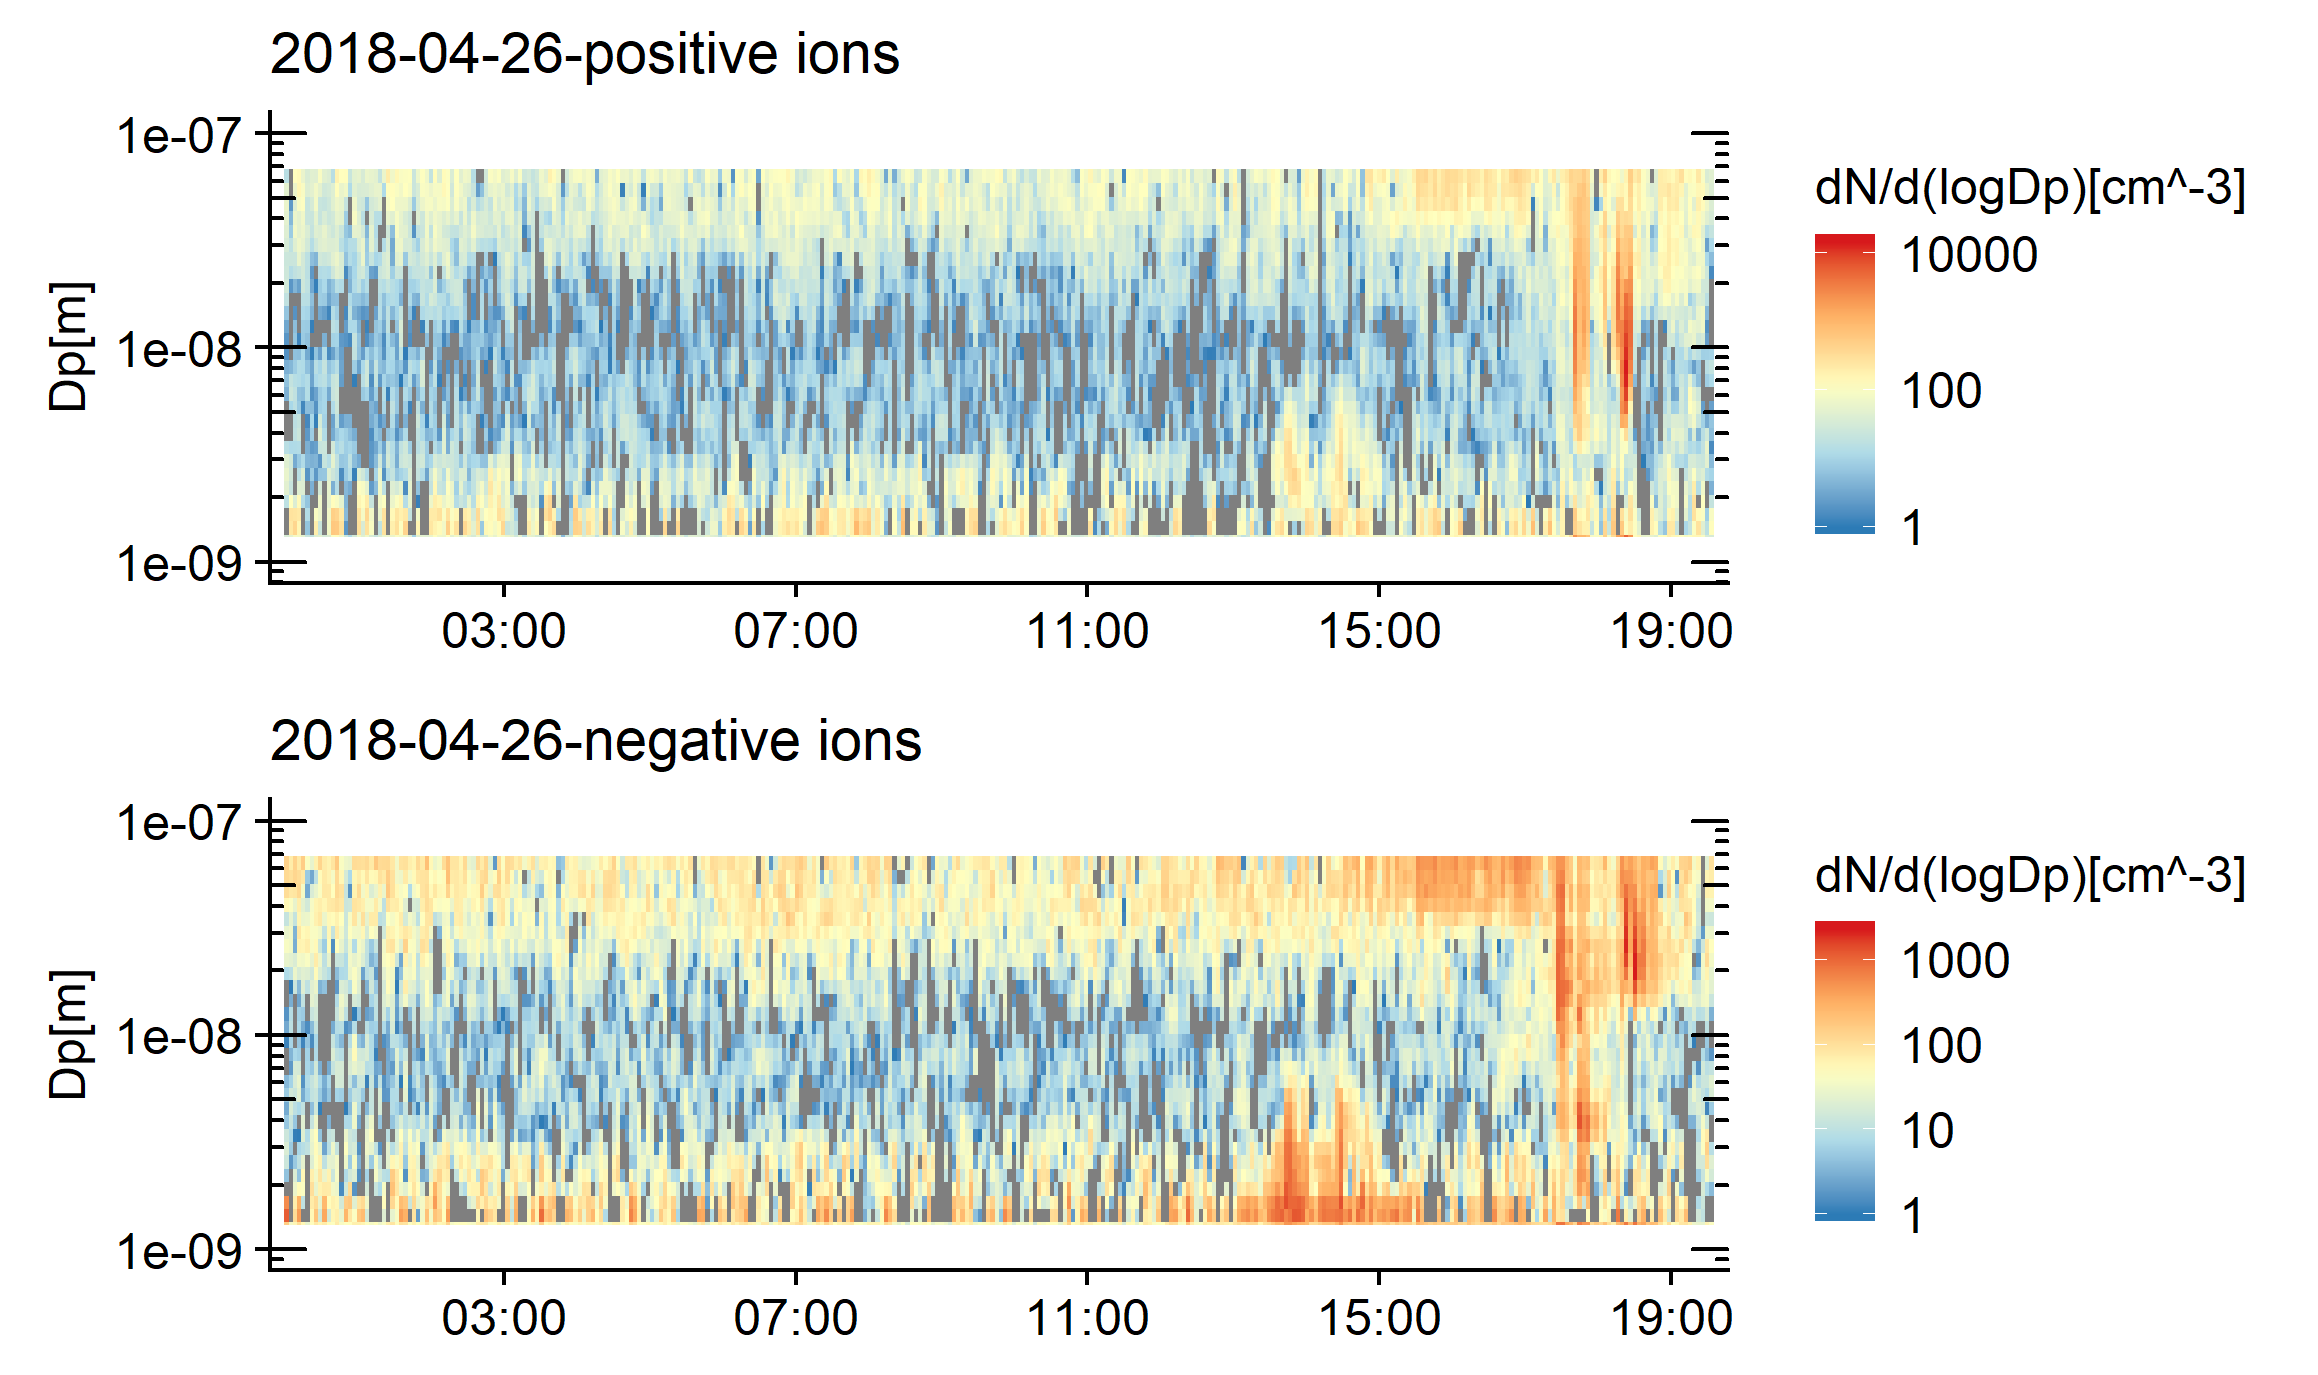 2018-04-26-positive ions
dN/d(logDp)[cm^-3]
10000
100
1
Dp[m]
1e-07
1e-08
1e-09
03:00 07:00 11:00 15:00 19:00
2018-04-26-negative ions
dN/d(logDp)[cm^-3]
1000
100
10
1
Dp[m]
1e-07
1e-08
1e-09
03:00 07:00 11:00 15:00 19:00